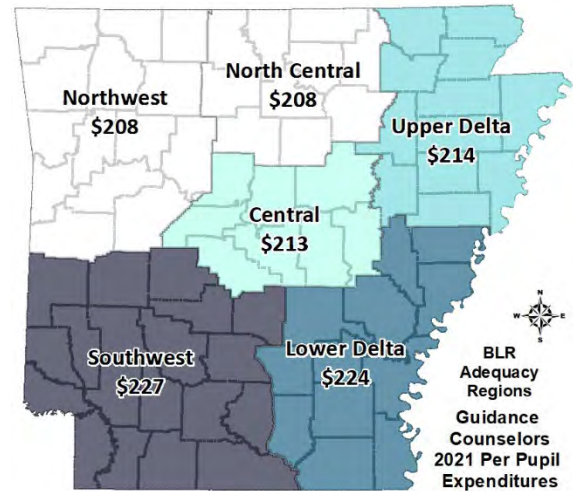 North Central
$208
Northwest
$208
Upper Delta
$214
Central
$213
Southwest
$227
Lower Delta
$224
N
W
E
S
BLR
Adequacy
Regions
Guidance
Counselors
2021 Per Pupil
Expenditures